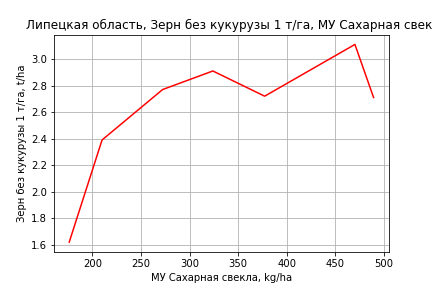 Липецкая область, Зерн без кукурузы 1 т/га, МУ Сахарная свек
3.0
2.8
2.6
2.4
2.2
2.0
1.8
1.6
Зерн без кукурузы 1 т/га, t/ha
200 250 300 350 400 450 500
МУ Сахарная свекла, kg/ha